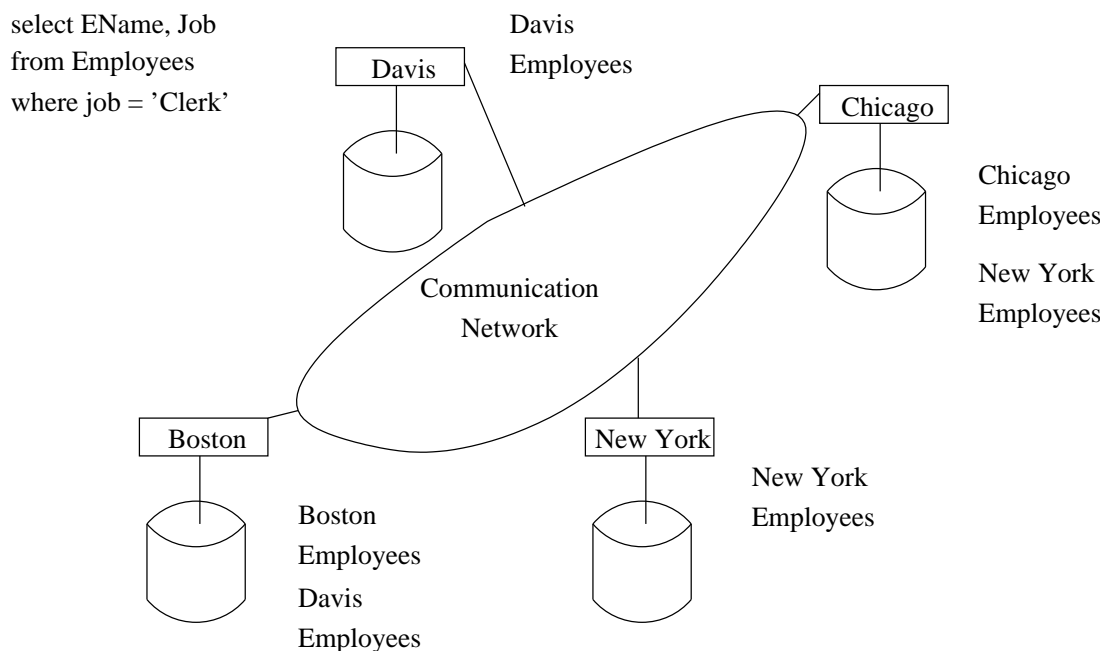 select EName, Job
from Employees
where job = ’Clerk’
Davis
Davis
Employees
Chicago
Chicago
Employees
New York
Employees
Communication
Network
Boston
Boston
Employees
Davis
Employees
New York
New York
Employees